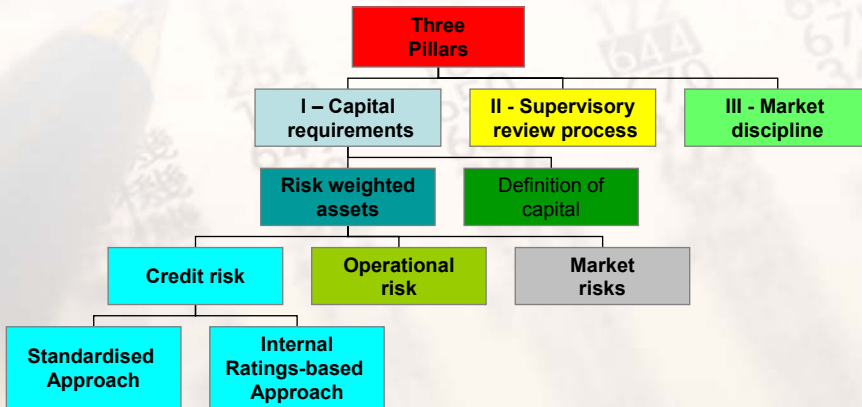 Three
Pillars
I – Capital
requirements
II - Supervisory
review process
III - Market
discipline
Risk weighted
assets
Definition of
capital
Credit risk
Operational
risk
Market
risks
Standardised
Approach
Internal
Ratings-based
Approach